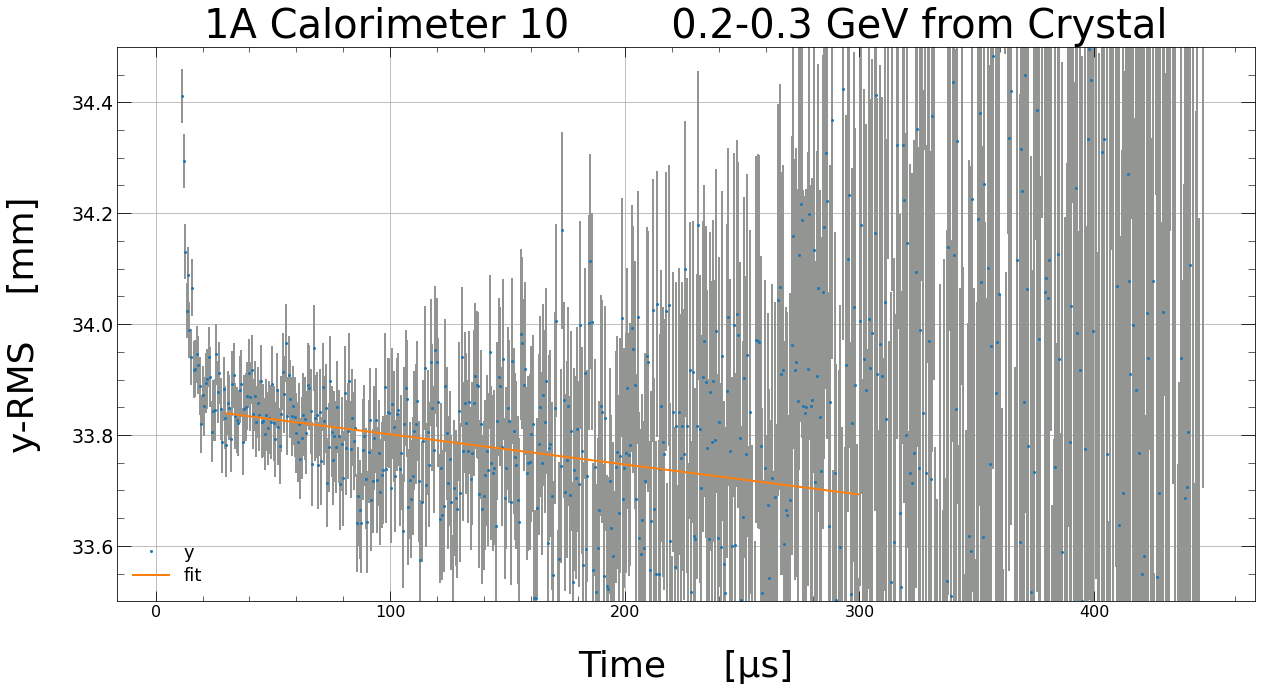 1A Calorimeter 10 0.2-0.3 GeV from Crystal
y-RMS [mm]
34.4
34.2
34.0
33.8
33.6
y
fit
0 100 200 300 400
Time [µs]